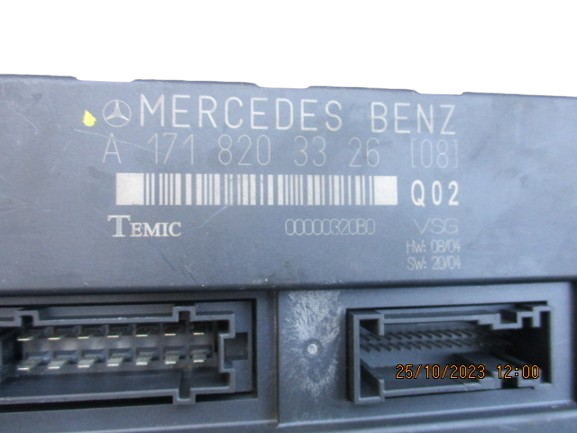 MERCEDES BENZ
A 171 820 33 26 [08]
Q02
TEMIC 00000320B0 VSG
HW: 08/04
SW: 20/04
25/10/2023 12:00